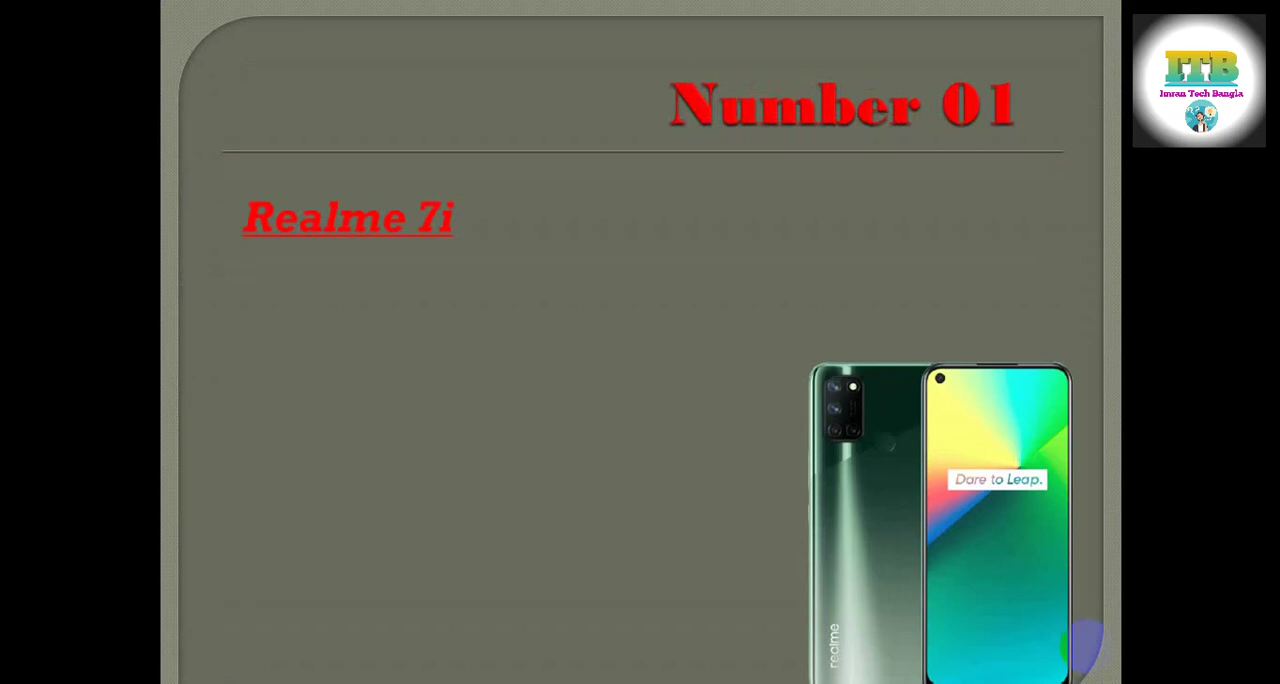 Number 01
ITB
Imran Tech Bangla
Realme 7i
Dare to Leap.
realme